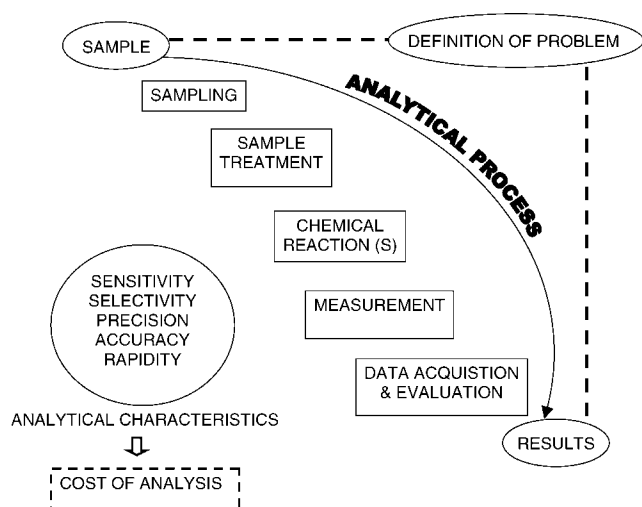 SAMPLE
DEFINITION OF PROBLEM
ANALYTICAL PROCESS
SAMPLING
SAMPLE
TREATMENT
CHEMICAL
REACTION (S)
MEASUREMENT
DATA ACQUISTION
& EVALUATION
RESULTS
SENSITIVITY
SELECTIVITY
PRECISION
ACCURACY
RAPIDITY
ANALYTICAL CHARACTERISTICS
COST OF ANALYSIS